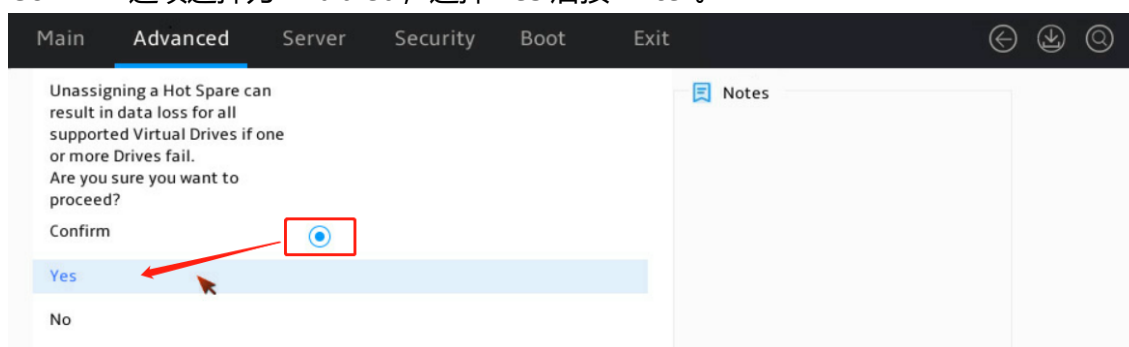 Main Advanced Server Security Boot Exit
Unassigning a Hot Spare can
result in data loss for all
supported Virtual Drives if one
or more Drives fail.
Are you sure you want to
proceed?
Confirm
Yes
No
Notes